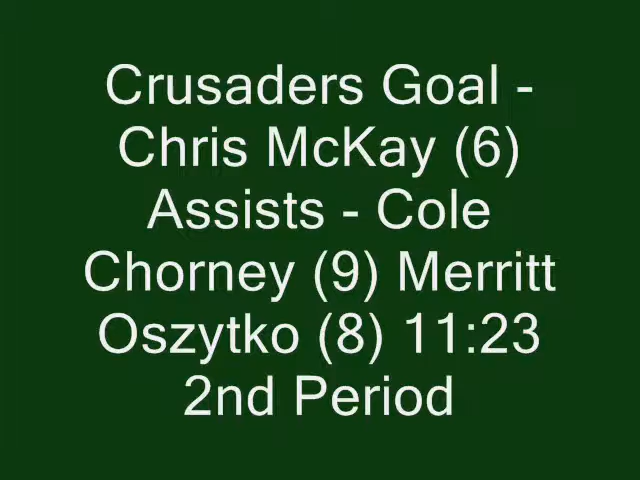 Crusaders Goal -
Chris McKay (6)
Assists - Cole
Chorney (9) Merritt
Oszytko (8) 11:23
2nd Period